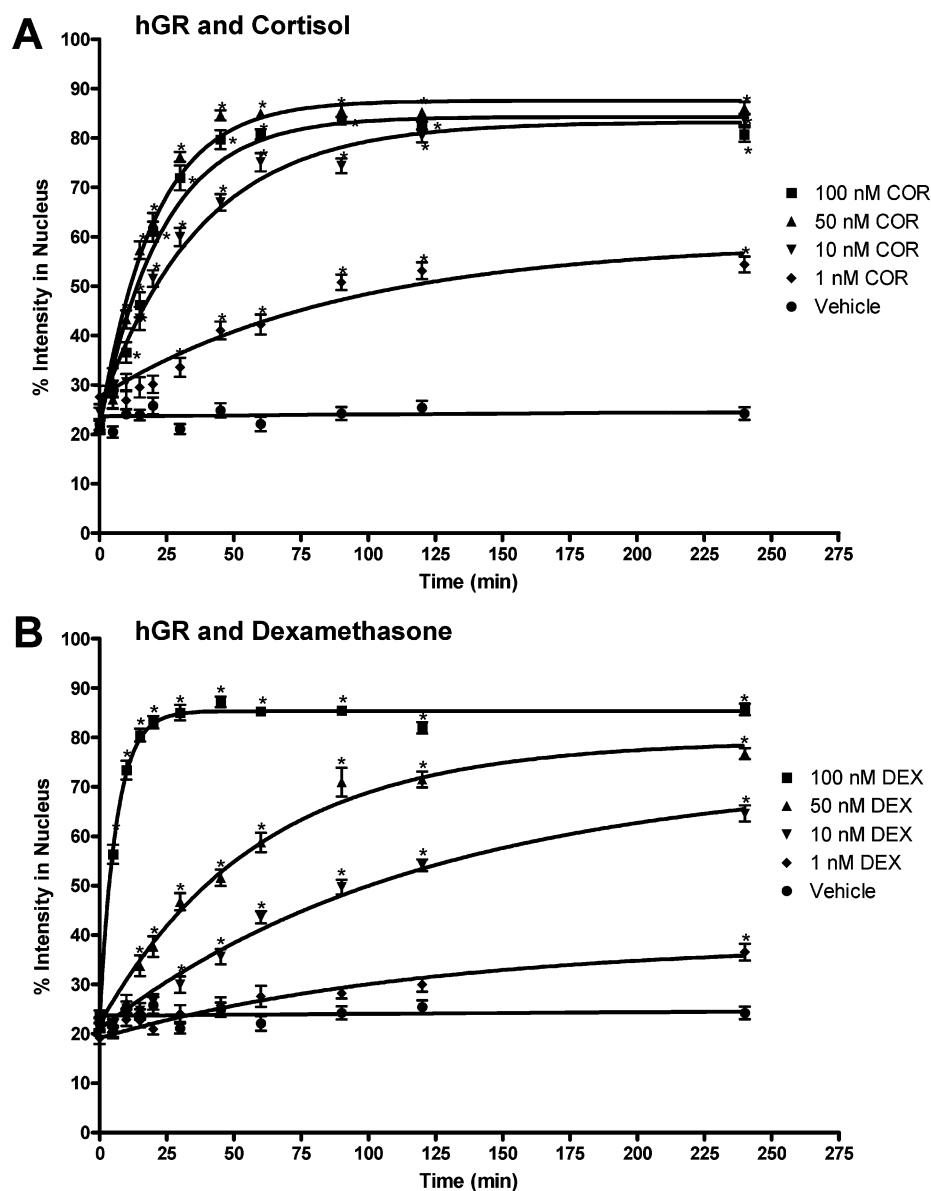 A
hGR and Cortisol
100
90
80
70
60
50
40
30
20
10
0
% Intensity in Nucleus
0 25 50 75 100 125 150 175 200 225 250 275
Time (min)
100 nM COR
50 nM COR
10 nM COR
1 nM COR
Vehicle
B
hGR and Dexamethasone
100
90
80
70
60
50
40
30
20
10
0
% Intensity in Nucleus
0 25 50 75 100 125 150 175 200 225 250 275
Time (min)
100 nM DEX
50 nM DEX
10 nM DEX
1 nM DEX
Vehicle